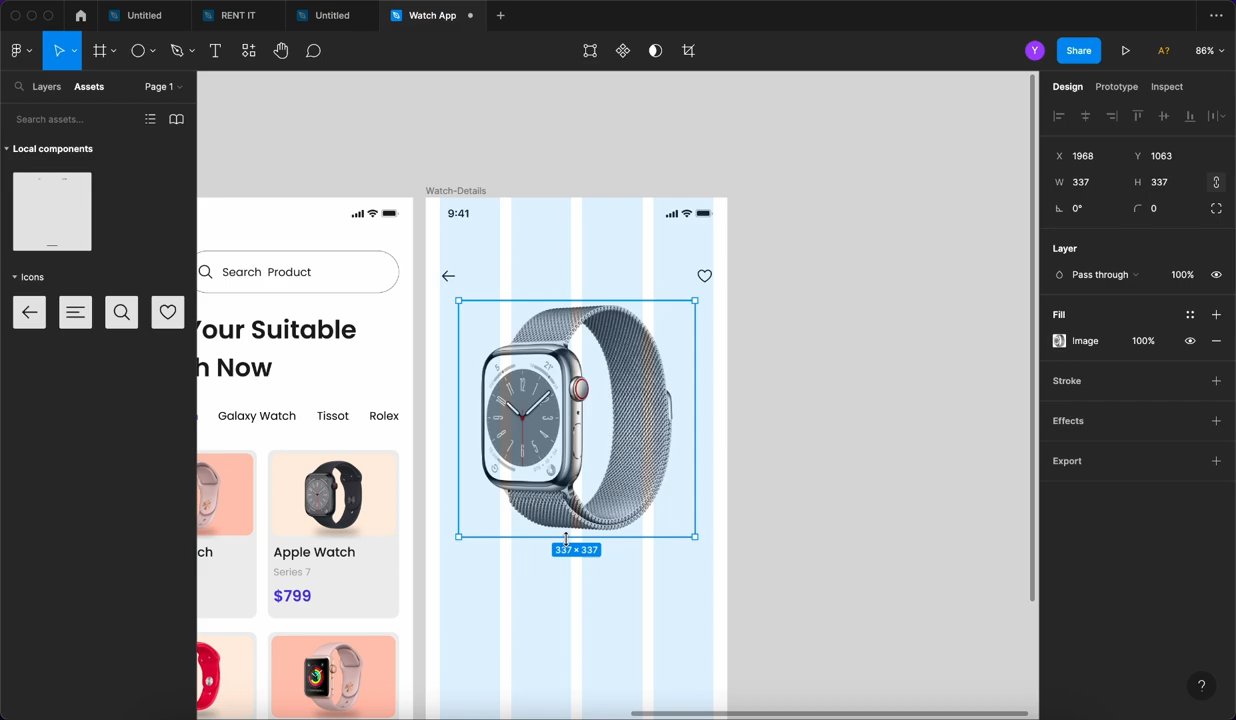 Untitled
RENT IT
Untitled
Watch App
Y
Share
A?
86%
Layers
Assets
Page 1
Search assets...
Local components
Icons
Watch-Details
9:41
Search Product
Your Suitable
h Now
Galaxy Watch
Tissot
Rolex
ch
Apple Watch
Series 7
$799
337 × 337
Design
Prototype
Inspect
X 1968
Y 1063
W 337
H 337
0°
0
Layer
Pass through
100%
Fill
Image
100%
Stroke
Effects
Export
?